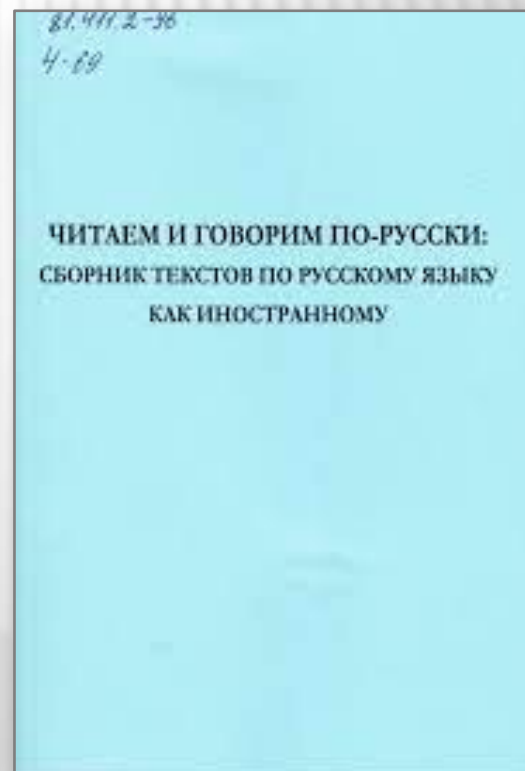 81.411.2-96
Ч-69
ЧИТАЕМ И ГОВОРИМ ПО-РУССКИ:
СБОРНИК ТЕКСТОВ ПО РУССКОМУ ЯЗЫКУ
КАК ИНОСТРАННОМУ